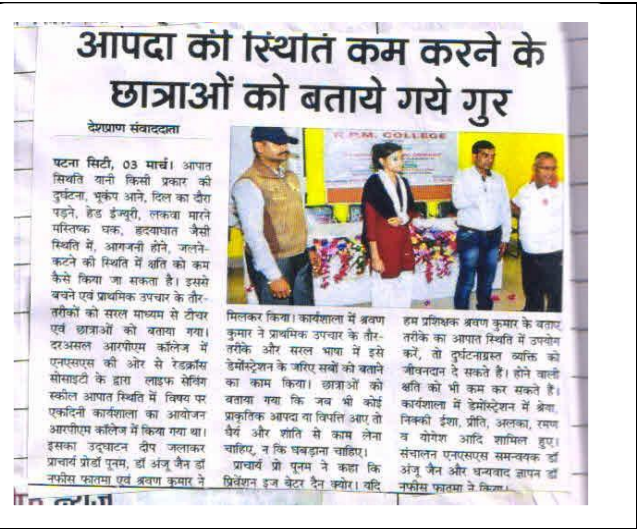 आपदा की स्थिति कम करने के
छात्राओं को बताये गये गुर
देशप्राण संवाददाता
R.P.M. COLLEGE
पटना सिटी, 03 मार्च। आपात
स्थिति यानी किसी प्रकार की
दुर्घटना, भूकंप आने, दिल का दौरा
पड़ने, हेड ईन्ज्युरी, लकवा मारने
मस्तिष्क घक, हृदयाघात जैसी
स्थिति में, आगजनी होने, जलने-
कटने की स्थिति में क्षति को कम
कैसे किया जा सकता है। इससे
बचने एवं प्राथमिक उपचार के तौर-
तरीकों को सरल माध्यम से टीचर
एवं छात्राओं को बताया गया।
दरअसल आरपीएम कॉलेज में
एनएसएस की ओर से रेडक्रॉस
सोसाइटी के द्वारा लाइफ सेविंग
स्कील आपात स्थिति में विषय पर
एकदिनी कार्यशाला का आयोजन
आरपीएम कॉलेज में किया गया था।
इसका उद्घाटन दीप जलाकर
प्राचार्य प्रोडॉ पूनम, डॉ अंजू जैन डॉ
नफीस फातमा एवं श्रवण कुमार ने
मिलकर किया। कार्यशाला में श्रवण
कुमार ने प्राथमिक उपचार के तौर-
तरीके और सरल भाषा में इसे
डेमोंस्ट्रेशन के जरिए सबों को बताने
का काम किया। छात्राओं को
बताया गया कि जब भी कोई
प्राकृतिक आपदा या विपत्ति आए तो
धैर्य और शांति से काम लेना
चाहिए, न कि घबड़ाना चाहिए।
प्राचार्य प्रो पूनम ने कहा कि
प्रिवेंशन इज बेटर दैन क्योर। यदि
हम प्रशिक्षक श्रवण कुमार के बताए
तरीके का आपात स्थिति में उपयोग
करें, तो दुर्घटनाग्रस्त व्यक्ति को
जीवनदान दे सकते हैं। होने वाली
क्षति को भी कम कर सकते हैं।
कार्यशाला में डेमोंस्ट्रेशन में श्रेया,
निक्की ईशा, प्रीति, अलका, रमण
व योगेश आदि शामिल हुए।
संचालन एनएसएस समन्वयक डॉ
अंजू जैन और धन्यवाद ज्ञापन डॉ
नफीस फातमा ने किया।